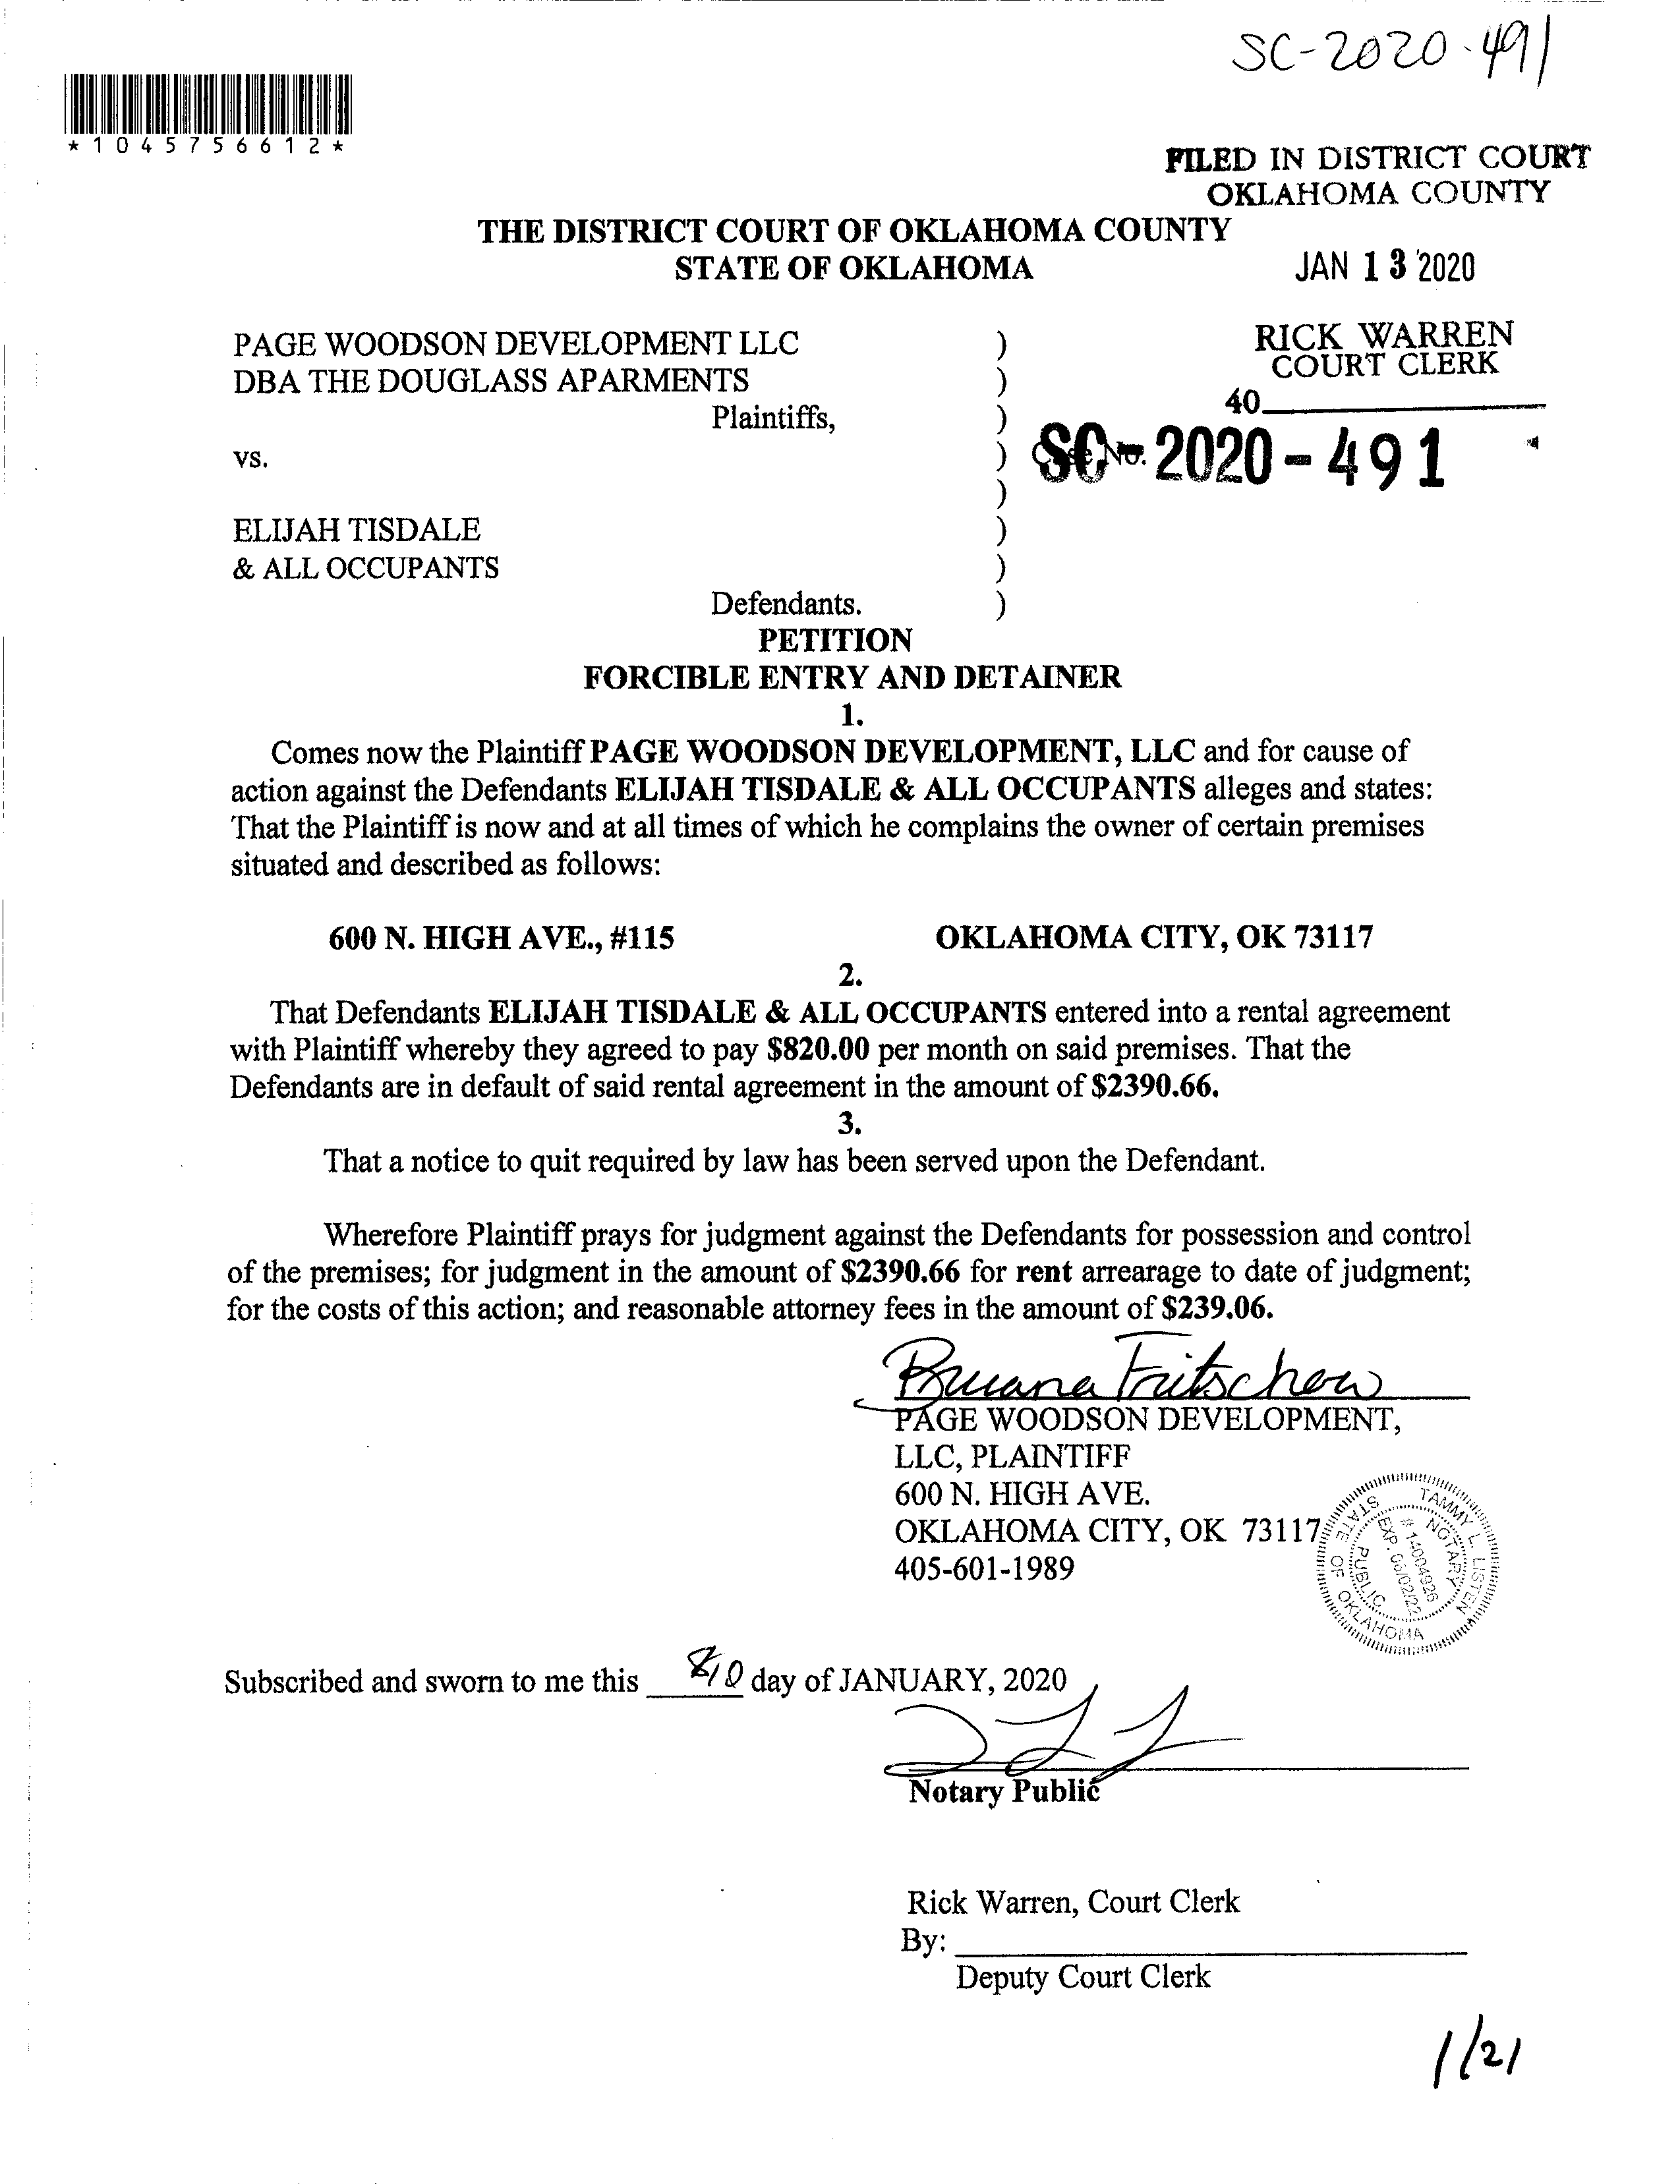 SC-2020-491
*1045756612*
FILED IN DISTRICT COURT
OKLAHOMA COUNTY
THE DISTRICT COURT OF OKLAHOMA COUNTY
STATE OF OKLAHOMA
JAN 13 2020
PAGE WOODSON DEVELOPMENT LLC )
DBA THE DOUGLASS APARMENTS )
Plaintiffs, )
RICK WARREN
COURT CLERK
40
vs. ) Case No. SC-2020-491
)
ELIJAH TISDALE )
& ALL OCCUPANTS )
Defendants. )
PETITION
FORCIBLE ENTRY AND DETAINER
1.
Comes now the Plaintiff PAGE WOODSON DEVELOPMENT, LLC and for cause of
action against the Defendants ELIJAH TISDALE & ALL OCCUPANTS alleges and states:
That the Plaintiff is now and at all times of which he complains the owner of certain premises
situated and described as follows:
600 N. HIGH AVE., #115 OKLAHOMA CITY, OK 73117
2.
That Defendants ELIJAH TISDALE & ALL OCCUPANTS entered into a rental agreement
with Plaintiff whereby they agreed to pay $820.00 per month on said premises. That the
Defendants are in default of said rental agreement in the amount of $2390.66.
3.
That a notice to quit required by law has been served upon the Defendant.
Wherefore Plaintiff prays for judgment against the Defendants for possession and control
of the premises; for judgment in the amount of $2390.66 for rent arrearage to date of judgment;
for the costs of this action; and reasonable attorney fees in the amount of $239.06.
PAGE WOODSON DEVELOPMENT,
LLC, PLAINTIFF
600 N. HIGH AVE.
OKLAHOMA CITY, OK 73117
405-601-1989
TAMMY L. LISTEN
NOTARY PUBLIC
# 14004926
EXP. 06/02/22
STATE OF OKLAHOMA
Subscribed and sworn to me this 10 day of JANUARY, 2020
Notary Public
Rick Warren, Court Clerk
By:
Deputy Court Clerk
1/21